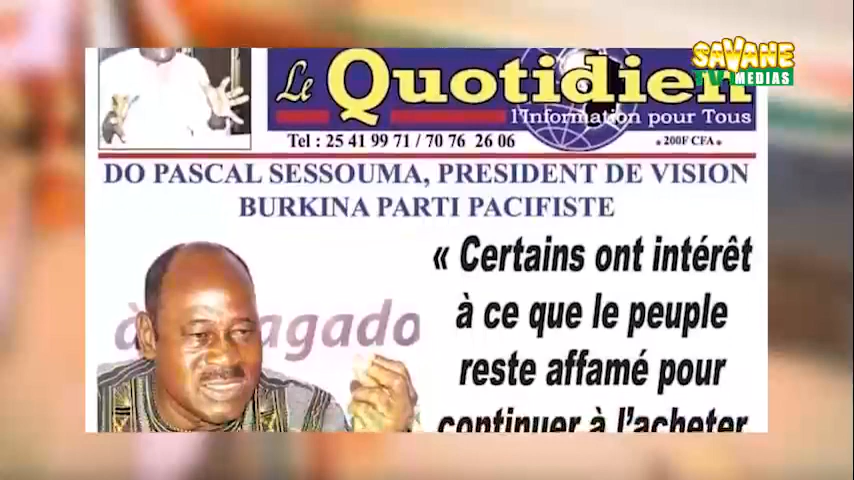 SAVANE
TV MEDIAS
Le Quotidien
l'Information pour Tous
Tel : 25 41 99 71 / 70 76 26 06
200F CFA
DO PASCAL SESSOUMA, PRESIDENT DE VISION
BURKINA PARTI PACIFISTE
« Certains ont intérêt
à ce que le peuple
reste affamé pour
continuer à l'acheter
à agado